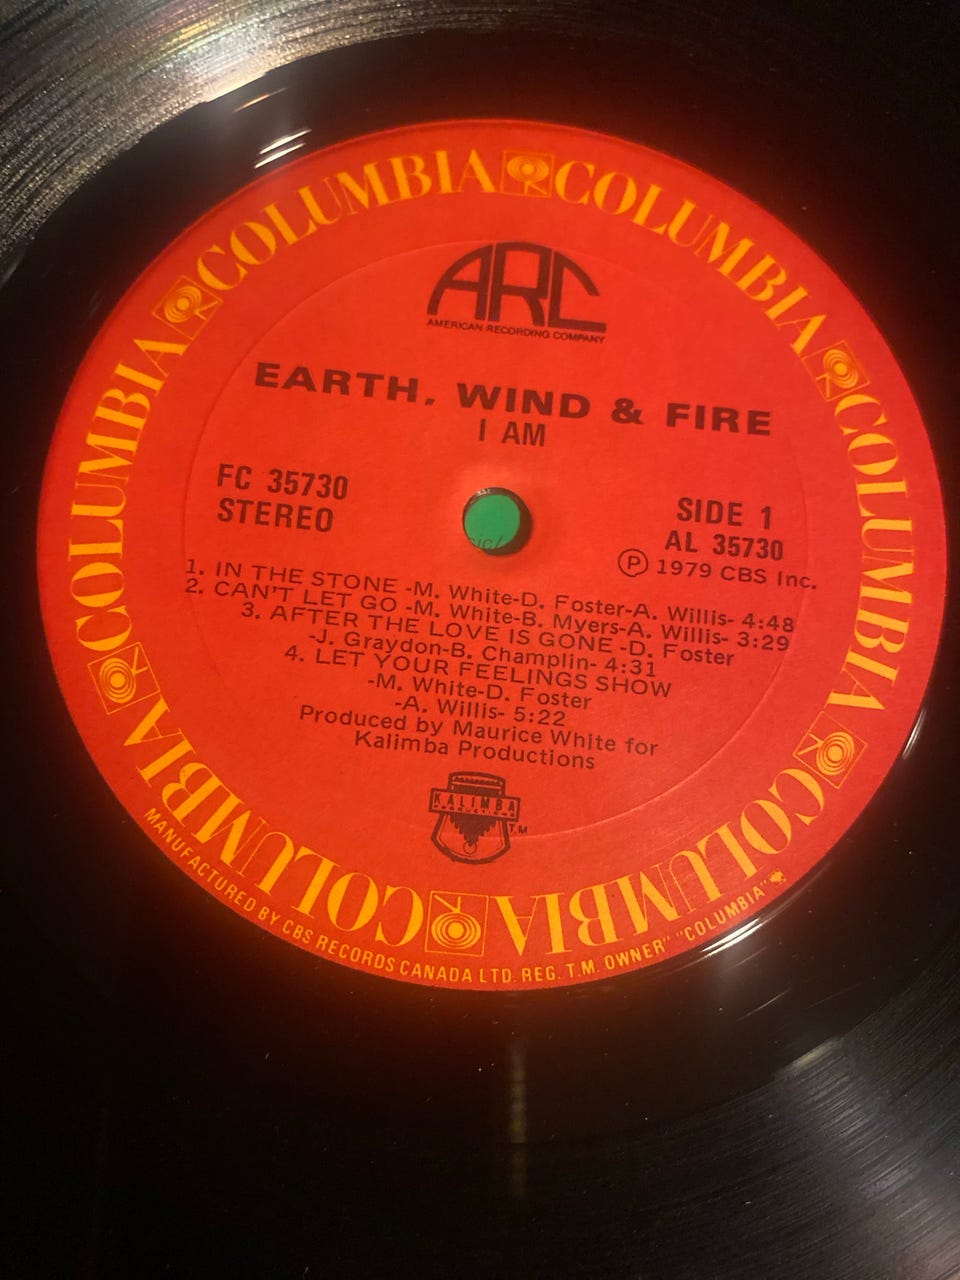 COLUMBIA COLUMBIA COLUMBIA COLUMBIA COLUMBIA COLUMBIA COLUMBIA COLUMBIA
ARC
AMERICAN RECORDING COMPANY
EARTH, WIND & FIRE
I AM
FC 35730
STEREO
SIDE 1
AL 35730
Ⓟ 1979 CBS Inc.
1. IN THE STONE -M. White-D. Foster-A. Willis- 4:48
2. CAN'T LET GO -M. White-B. Myers-A. Willis- 3:29
3. AFTER THE LOVE IS GONE -D. Foster
-J. Graydon-B. Champlin- 4:31
4. LET YOUR FEELINGS SHOW
-M. White-D. Foster
-A. Willis- 5:22
Produced by Maurice White for
Kalimba Productions
KALIMBA
PRODUCTIONS
T.M.
MANUFACTURED BY CBS RECORDS CANADA LTD. REG. T.M. OWNER" "COLUMBIA"